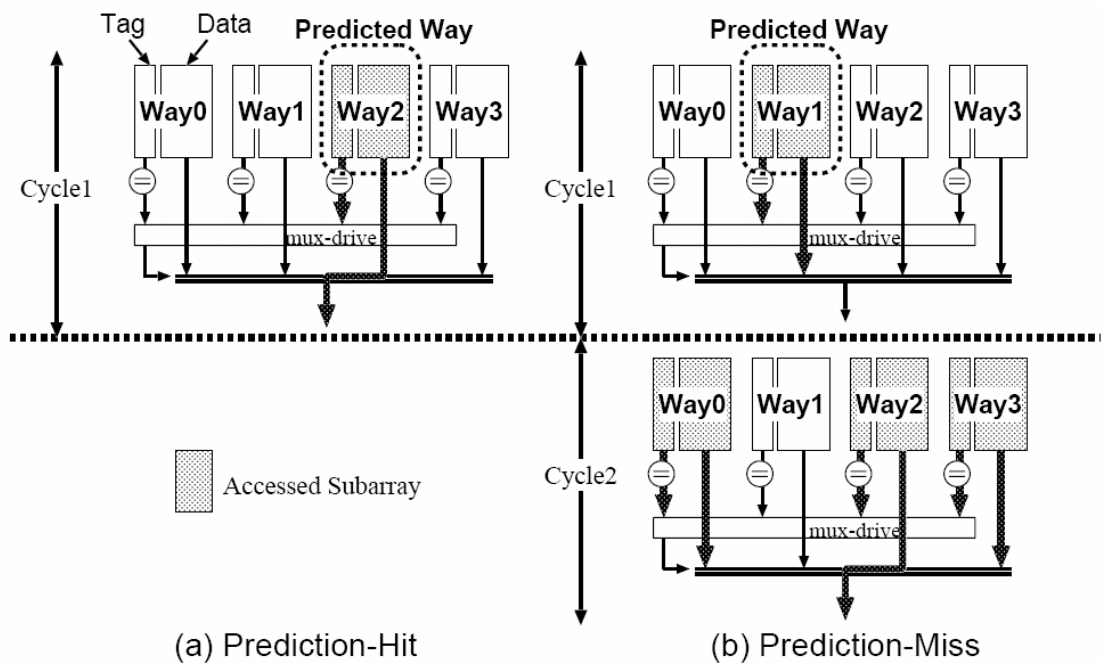 Tag
Data
Predicted Way
Way0
Way1
Way2
Way3
Cycle1
mux-drive
Accessed Subarray
(a) Prediction-Hit
Predicted Way
Way0
Way1
Way2
Way3
Cycle1
mux-drive
Way0
Way1
Way2
Way3
Cycle2
mux-drive
(b) Prediction-Miss